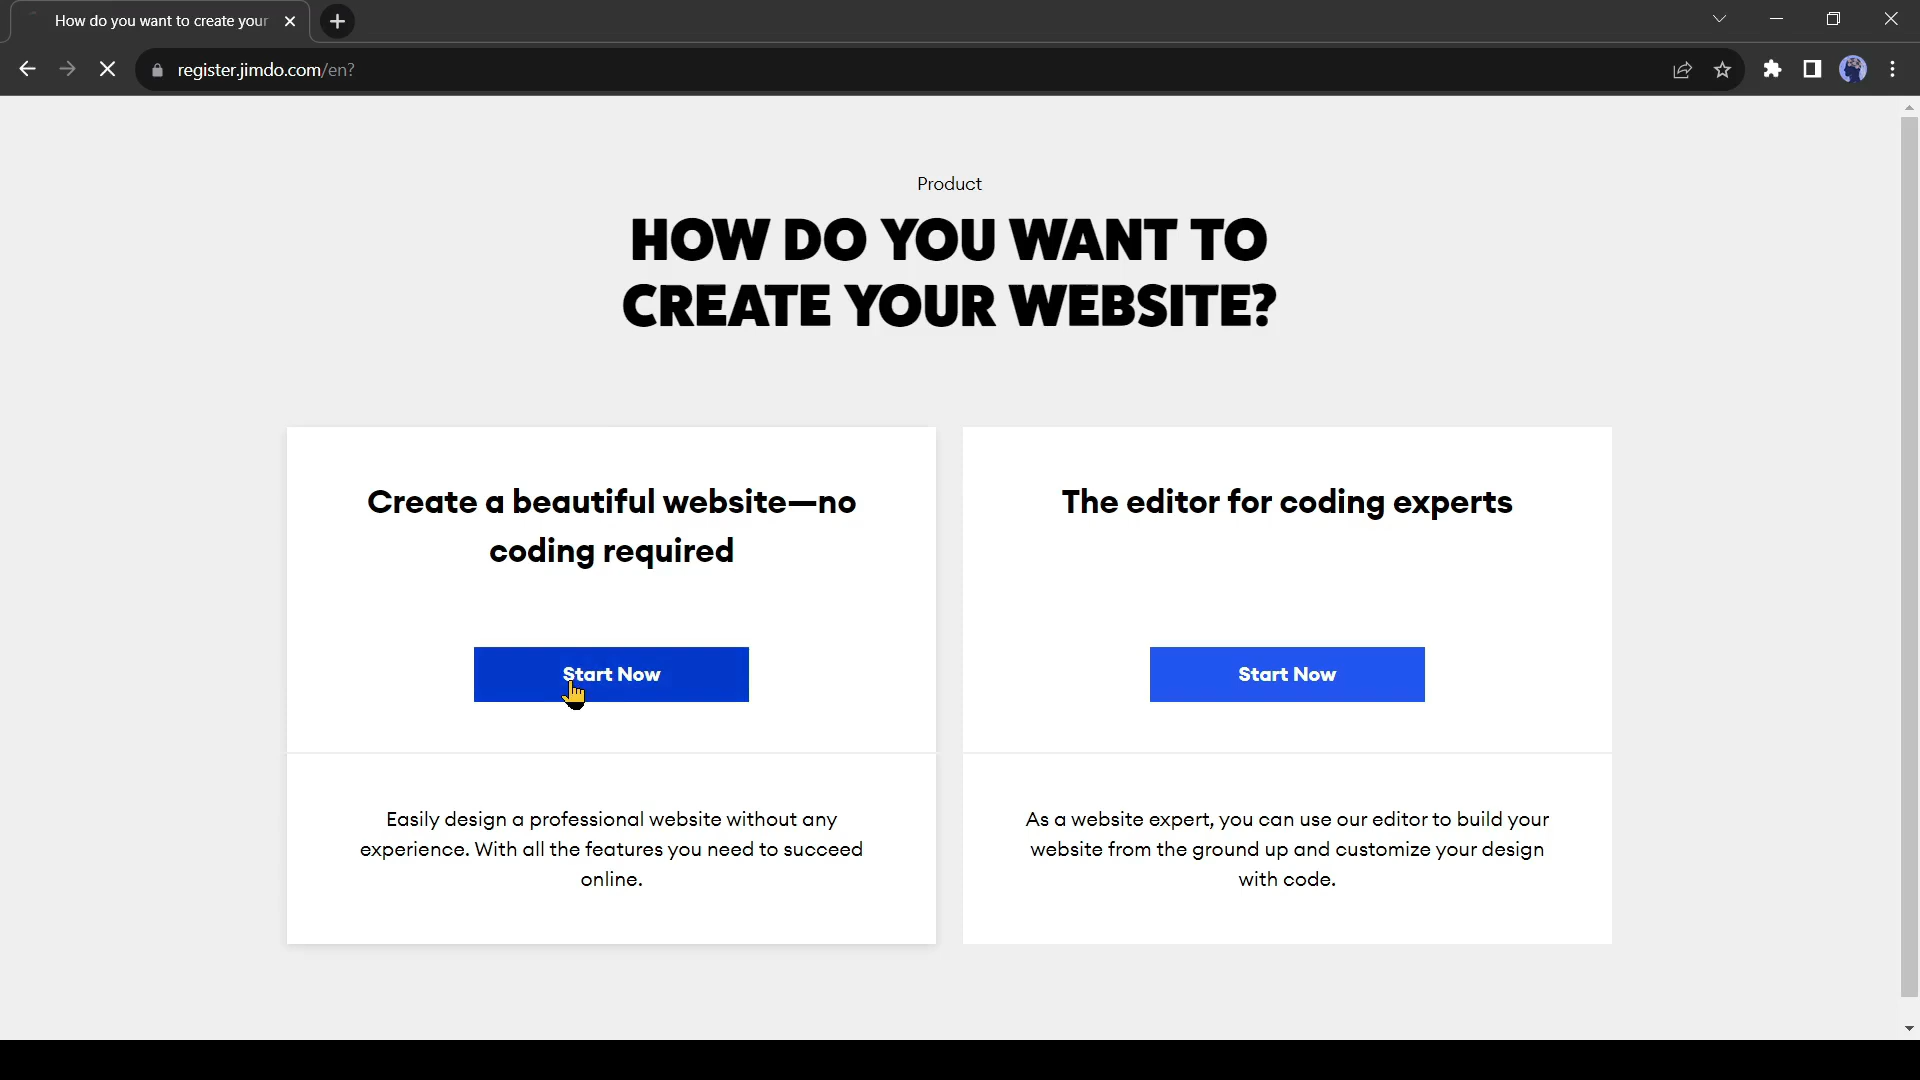 How do you want to create your
register.jimdo.com/en?
Product
HOW DO YOU WANT TO
CREATE YOUR WEBSITE?
Create a beautiful website—no
coding required
Start Now
Easily design a professional website without any
experience. With all the features you need to succeed
online.
The editor for coding experts
Start Now
As a website expert, you can use our editor to build your
website from the ground up and customize your design
with code.